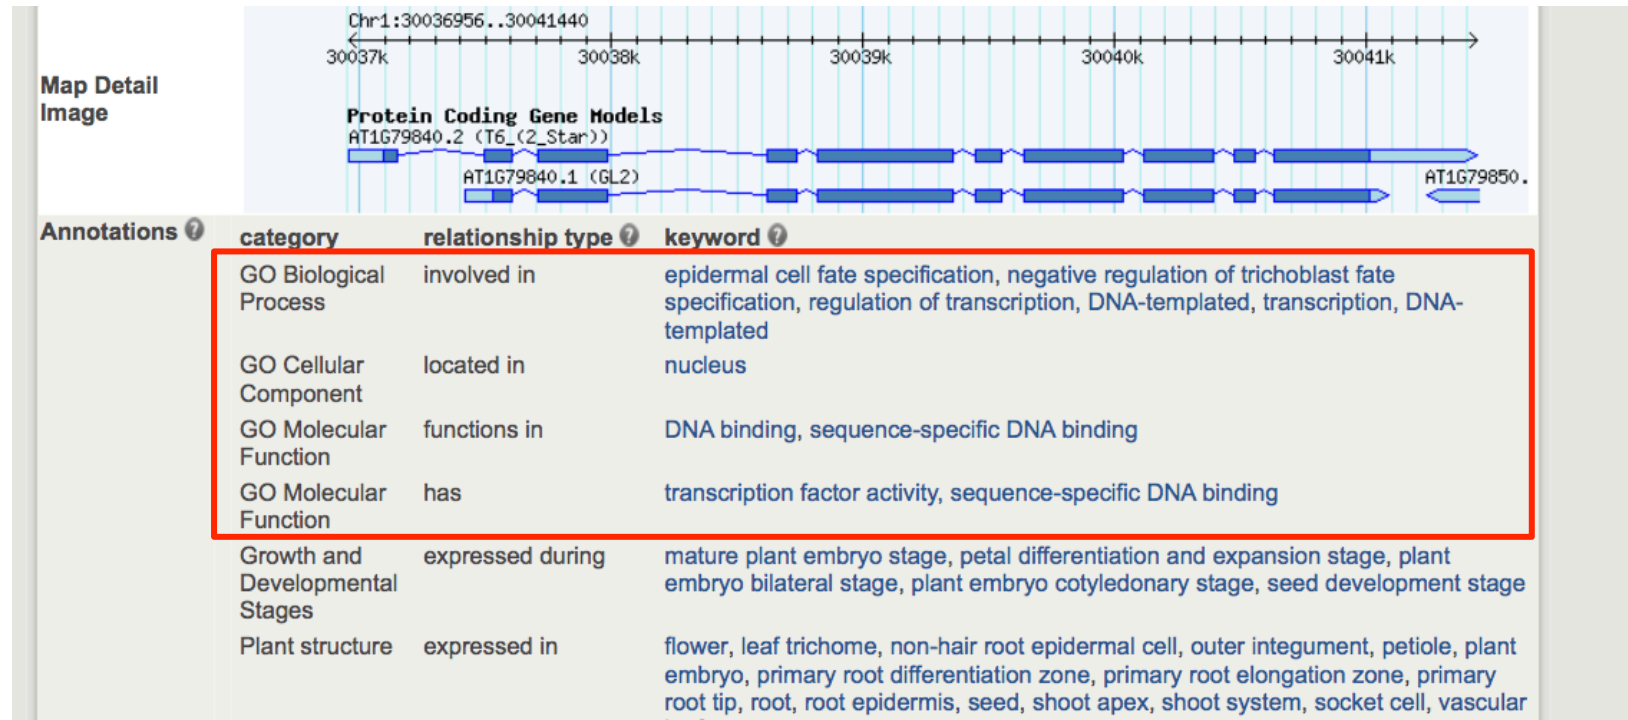 Chr1:30036956..30041440
30037k 30038k 30039k 30040k 30041k
Map Detail
Image
Protein Coding Gene Models
AT1G79840.2 (T6_(2_Star))
AT1G79840.1 (GL2)
AT1G79850.
Annotations ?
category relationship type ? keyword ?
GO Biological
Process
involved in
epidermal cell fate specification, negative regulation of trichoblast fate
specification, regulation of transcription, DNA-templated, transcription, DNA-
templated
GO Cellular
Component
located in
nucleus
GO Molecular
Function
functions in
DNA binding, sequence-specific DNA binding
GO Molecular
Function
has
transcription factor activity, sequence-specific DNA binding
Growth and
Developmental
Stages
expressed during
mature plant embryo stage, petal differentiation and expansion stage, plant
embryo bilateral stage, plant embryo cotyledonary stage, seed development stage
Plant structure
expressed in
flower, leaf trichome, non-hair root epidermal cell, outer integument, petiole, plant
embryo, primary root differentiation zone, primary root elongation zone, primary
root tip, root, root epidermis, seed, shoot apex, shoot system, socket cell, vascular